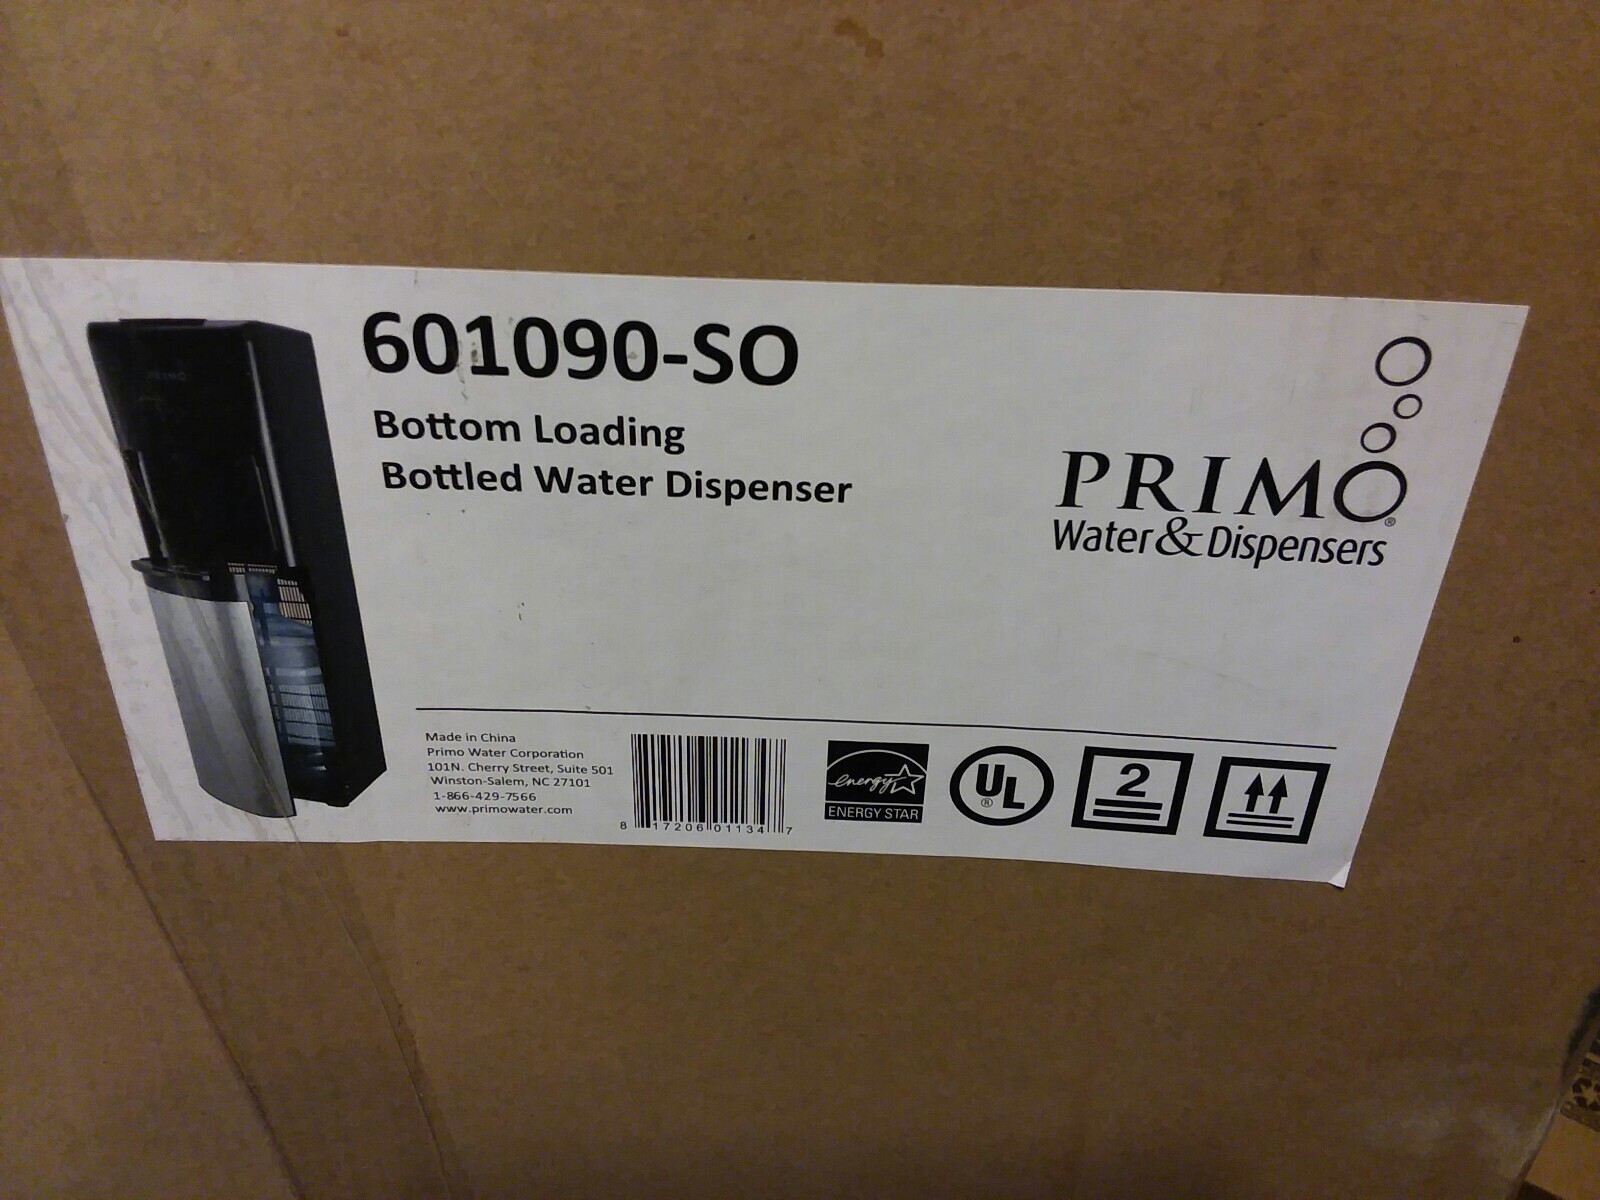 601090-SO
Bottom Loading
Bottled Water Dispenser
PRIMO®
Water & Dispensers
PRIMO
Made in China
Primo Water Corporation
101N. Cherry Street, Suite 501
Winston-Salem, NC 27101
1-866-429-7566
www.primowater.com
8 17206 01134 7
energy
ENERGY STAR
UL®
2